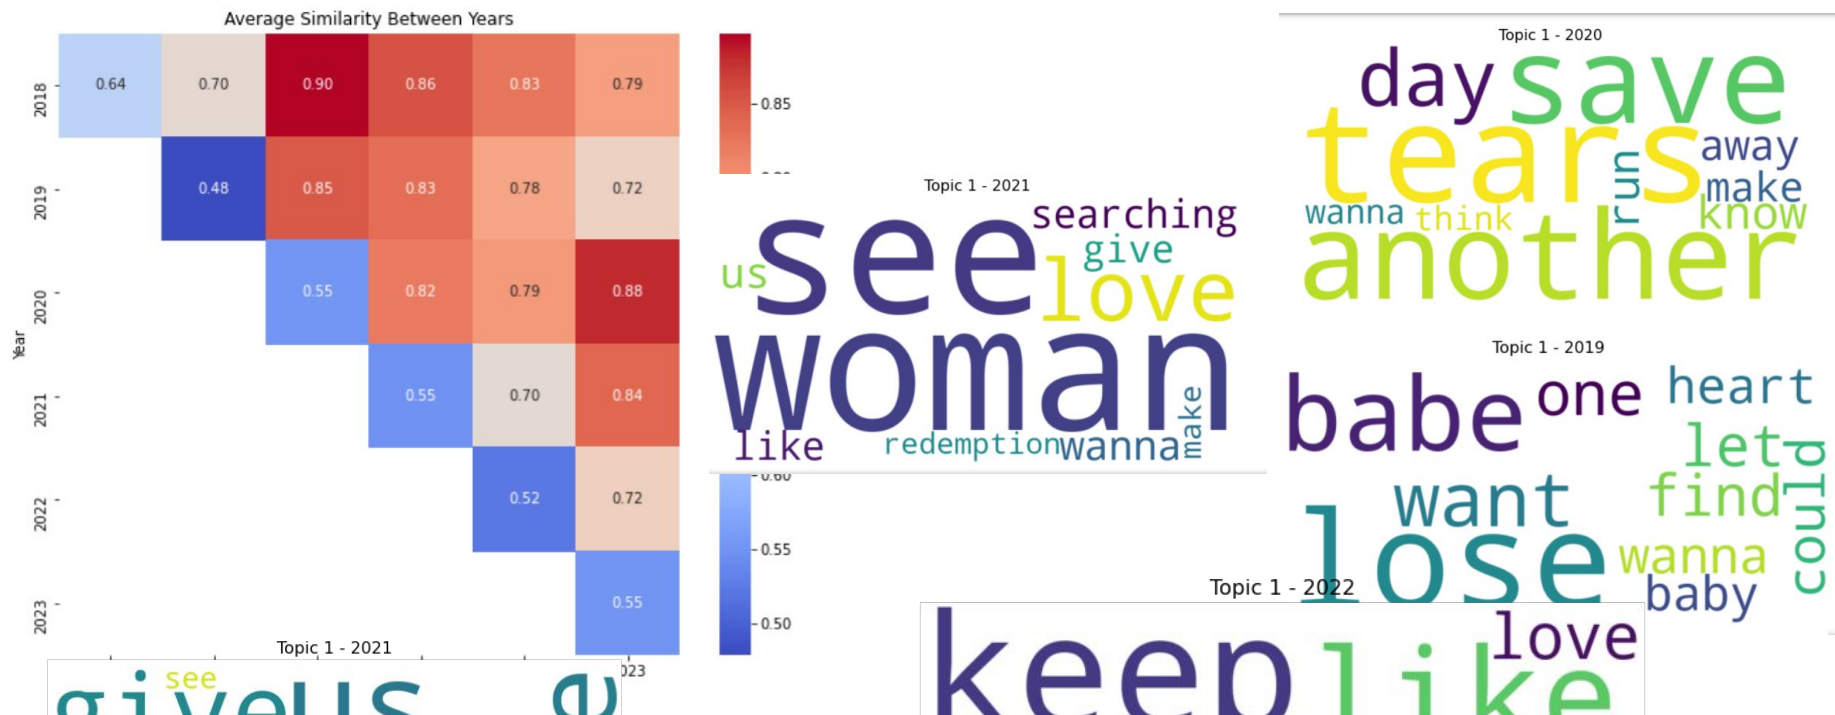 Average Similarity Between Years
2018
0.64 0.70 0.90 0.86 0.83 0.79
2019
0.48 0.85 0.83 0.78 0.72
2020
0.55 0.82 0.79 0.88
2021
0.55 0.70 0.84
2022
0.52 0.72
2023
0.55
Year
0.85
0.60
0.55
0.50
023
Topic 1 - 2021
see
searching
give
us
love
woman
make
like
redemption
wanna
Topic 1 - 2020
day
save
tears
away
run
make
wanna
think
know
another
Topic 1 - 2019
babe
one
heart
let
could
want
find
lose
wanna
baby
Topic 1 - 2022
keep
like
love
Topic 1 - 2021
see
give
us
e